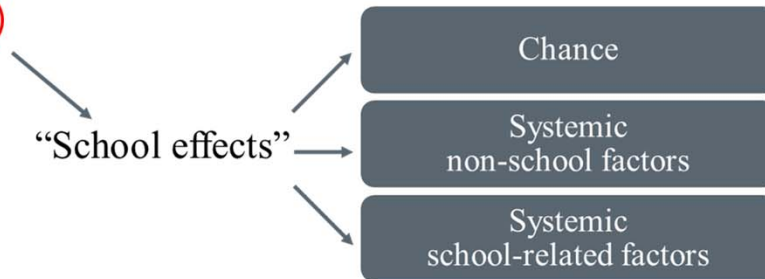 Chance
“School effects”
Systemic
non-school factors
Systemic
school-related factors